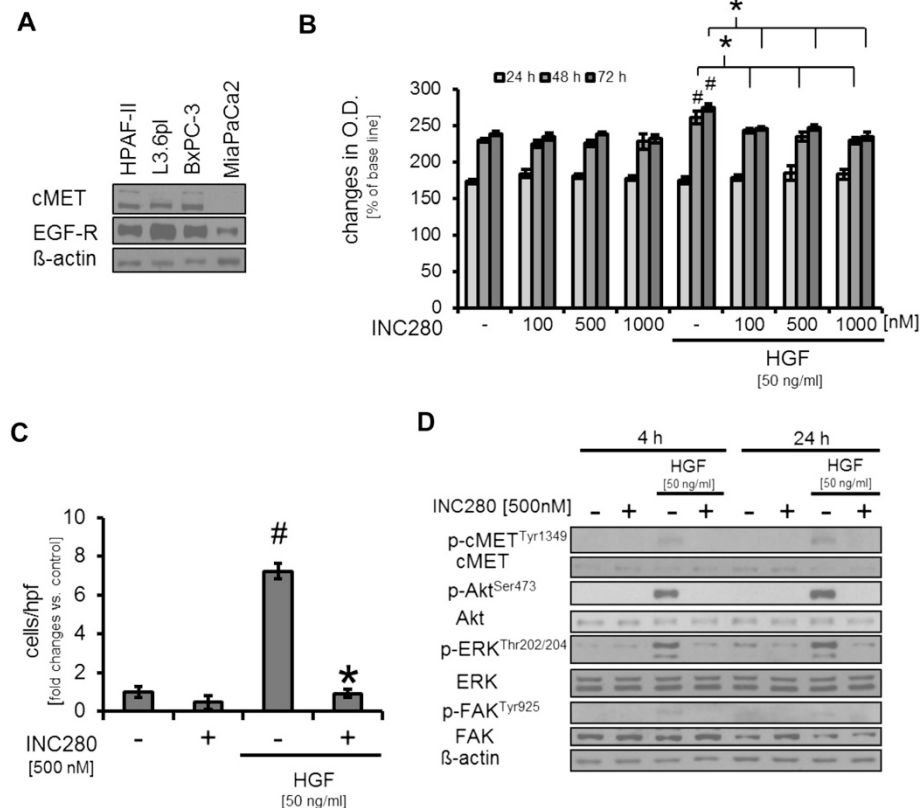 A
HPAF-II
L3.6pl
BxPC-3
MiaPaCa2
cMET
EGF-R
ß-actin
B
*
*
24 h 48 h 72 h
# #
changes in O.D.
[% of base line]
300
250
200
150
100
50
0
INC280 - 100 500 1000 - 100 500 1000 [nM]
HGF
[50 ng/ml]
C
cells/hpf
[fold changes vs. control]
10
8
6
4
2
0
#
*
INC280 - + - +
[500 nM]
HGF
[50 ng/ml]
D
4 h 24 h
HGF HGF
[50 ng/ml] [50 ng/ml]
INC280 [500nM] - + - + - + - +
p-cMET Tyr1349
cMET
p-Akt Ser473
Akt
p-ERK Thr202/204
ERK
p-FAK Tyr925
FAK
ß-actin